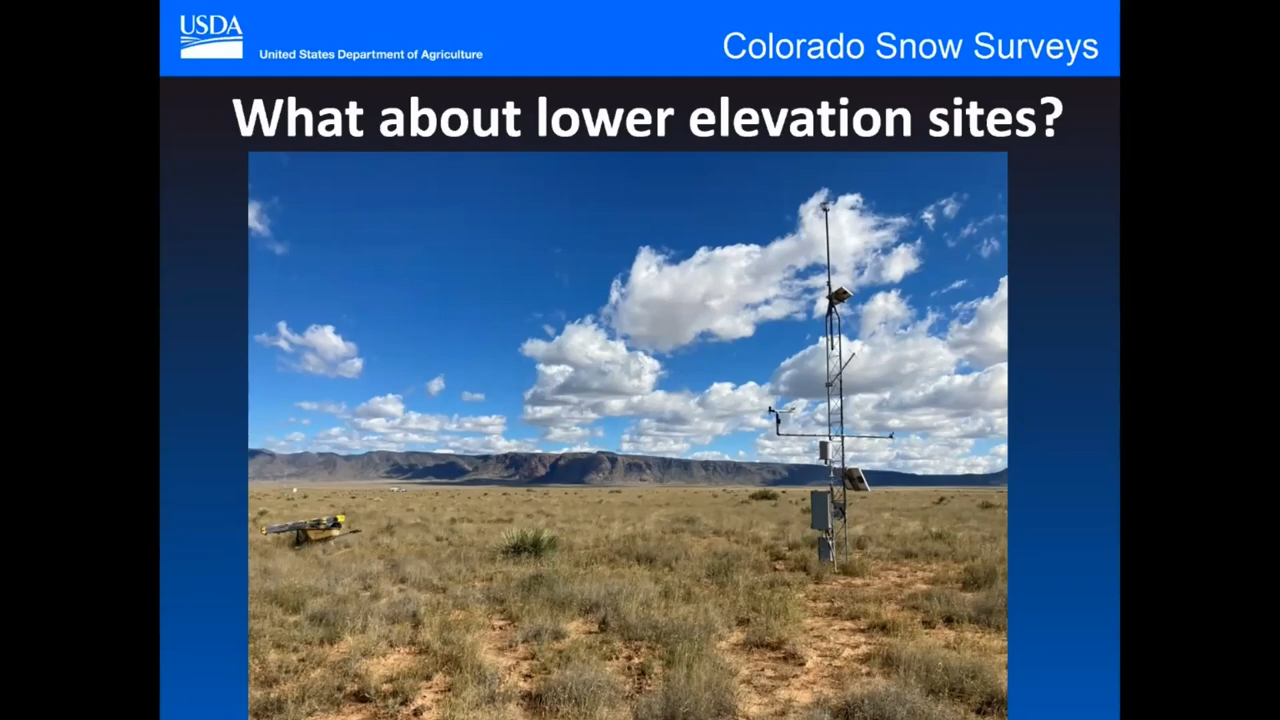 USDA
United States Department of Agriculture
Colorado Snow Surveys
What about lower elevation sites?